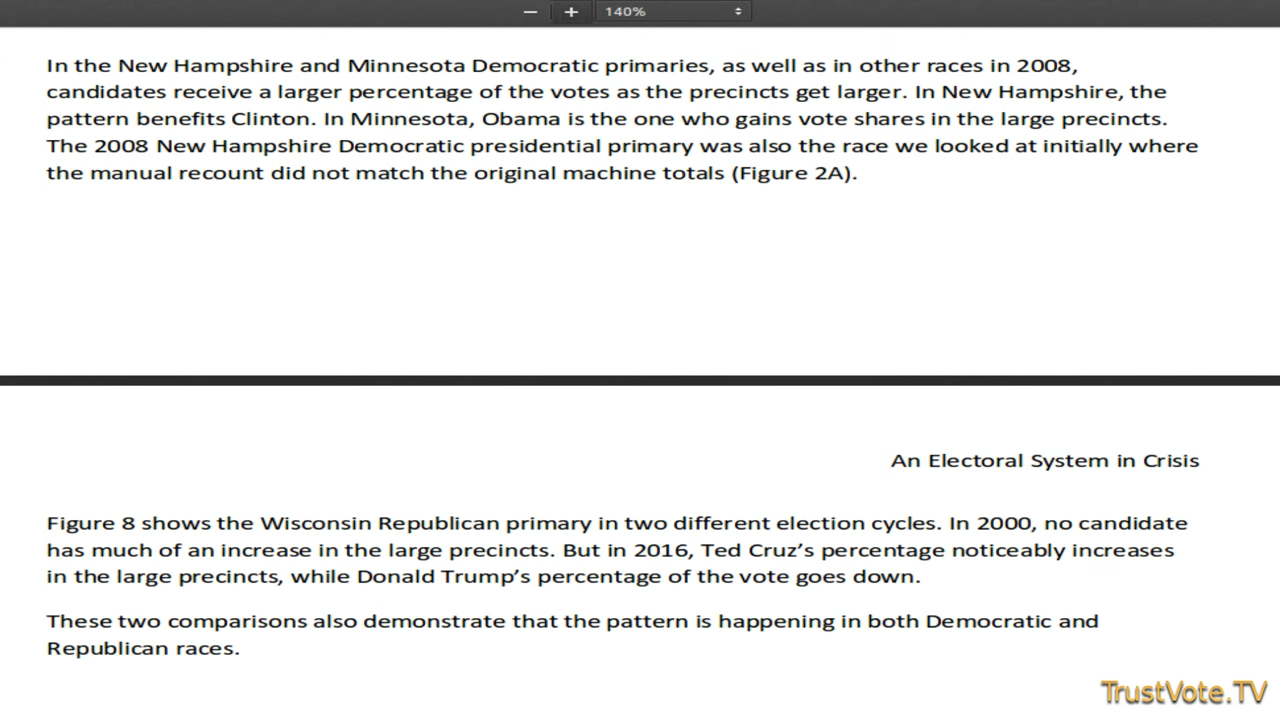 140%
In the New Hampshire and Minnesota Democratic primaries, as well as in other races in 2008,
candidates receive a larger percentage of the votes as the precincts get larger. In New Hampshire, the
pattern benefits Clinton. In Minnesota, Obama is the one who gains vote shares in the large precincts.
The 2008 New Hampshire Democratic presidential primary was also the race we looked at initially where
the manual recount did not match the original machine totals (Figure 2A).
An Electoral System in Crisis
Figure 8 shows the Wisconsin Republican primary in two different election cycles. In 2000, no candidate
has much of an increase in the large precincts. But in 2016, Ted Cruz’s percentage noticeably increases
in the large precincts, while Donald Trump’s percentage of the vote goes down.
These two comparisons also demonstrate that the pattern is happening in both Democratic and
Republican races.
TrustVote.TV